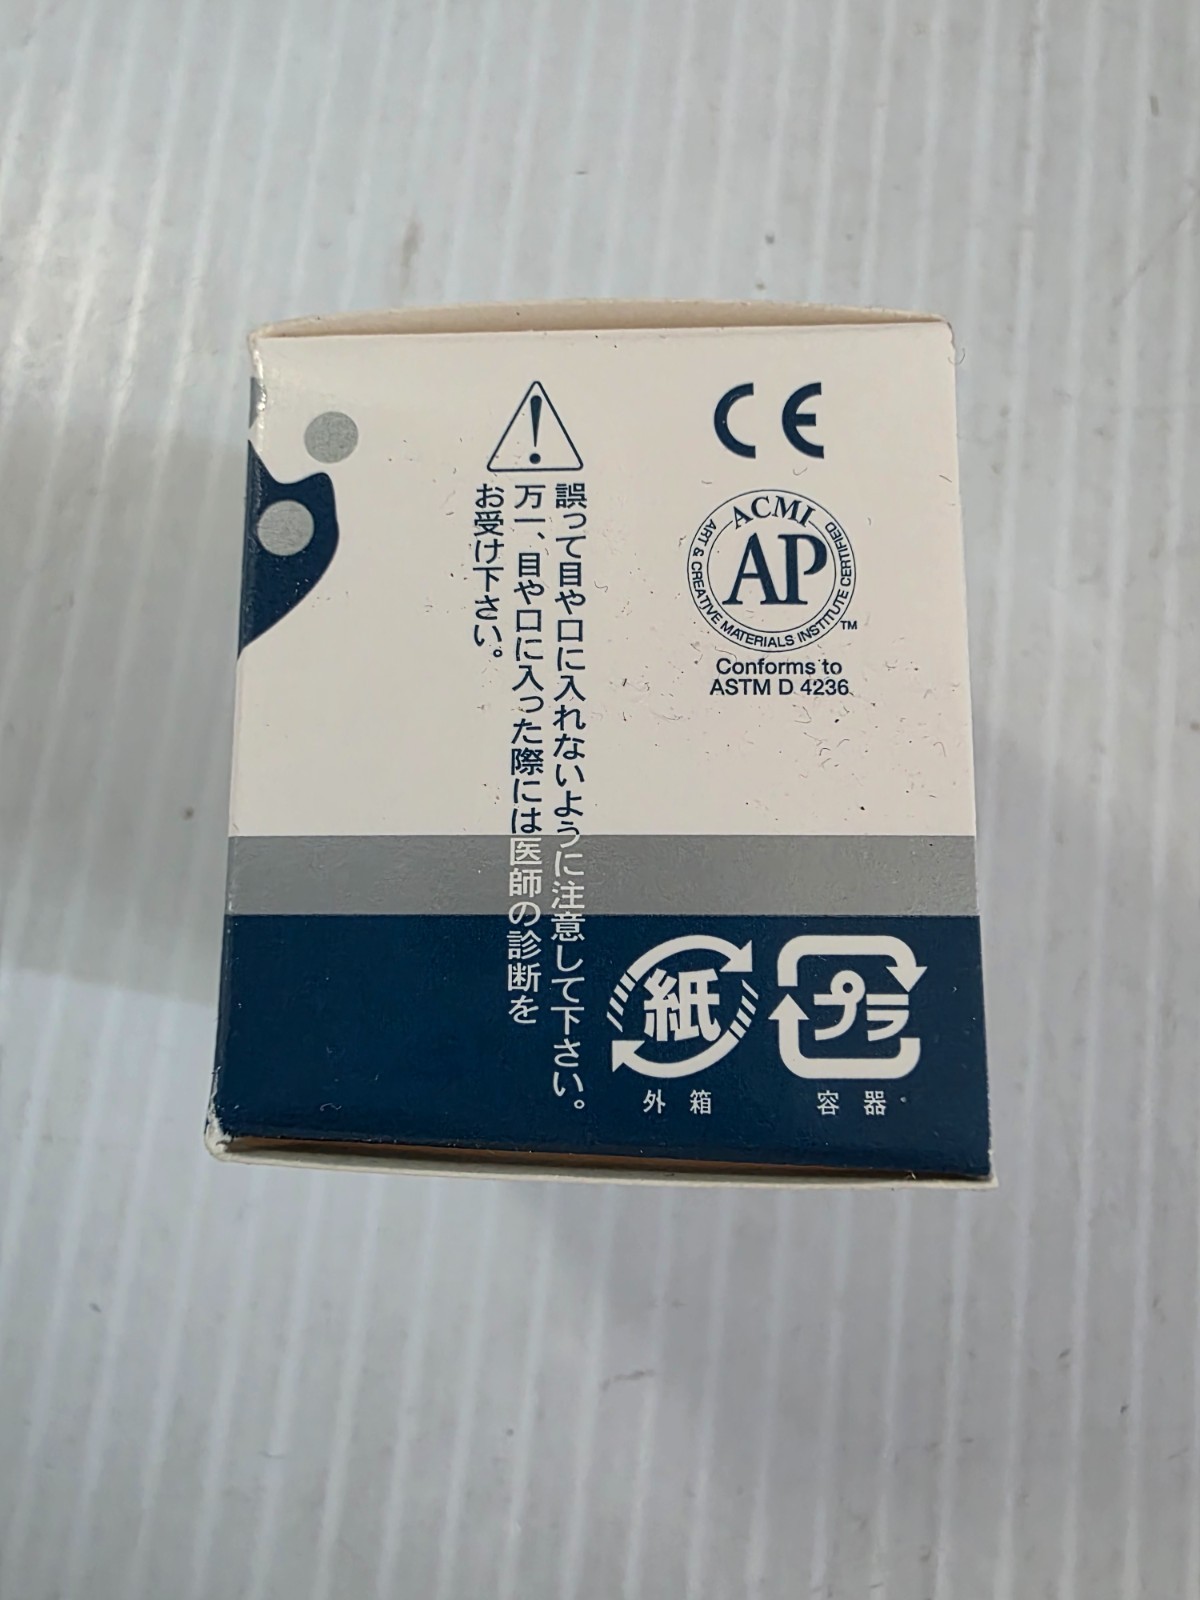 CE
ACMI
AP
ART & CREATIVE MATERIALS INSTITUTE CERTIFIED
TM
Conforms to
ASTM D 4236
誤って目や口に入れないように注意して下さい。
万一、目や口に入った際には医師の診断を
お受け下さい。
紙
外箱
プラ
容器